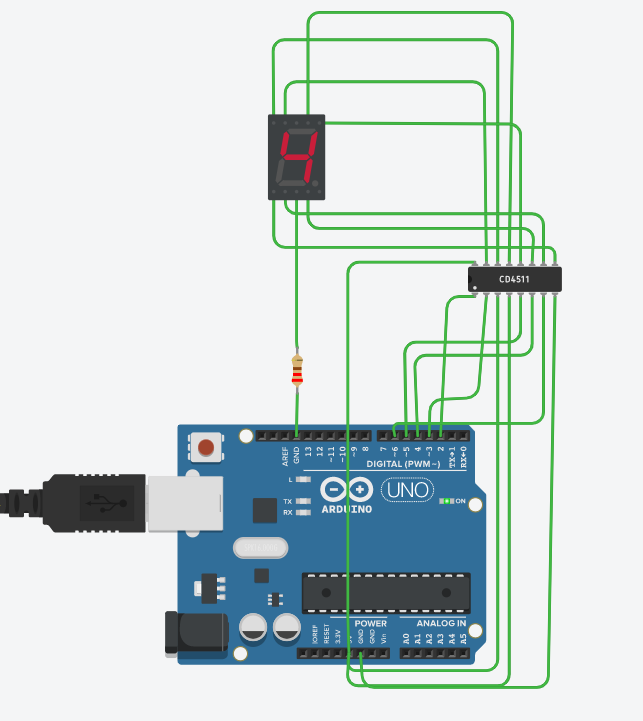 4
CD4511
AREF
GND
13
12
~11
~10
~9
8
7
~6
~5
4
~3
2
TX→1
RX←0
DIGITAL (PWM~)
L
TX
RX
ARDUINO
UNO
ON
POWER
ANALOG IN
IOREF
RESET
3.3V
GND
GND
Vin
A0
A1
A2
A3
A4
A5